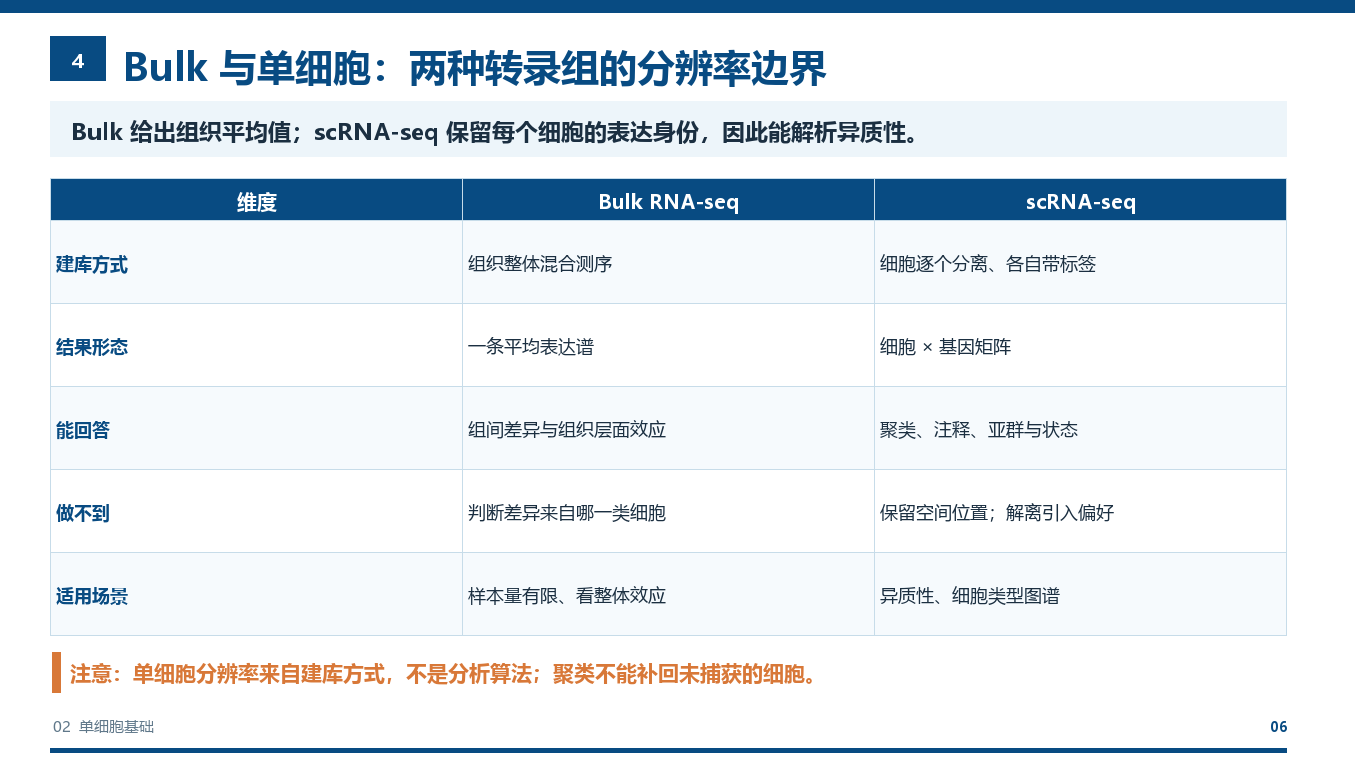 4
Bulk 与单细胞：两种转录组的分辨率边界
Bulk 给出组织平均值；scRNA-seq 保留每个细胞的表达身份，因此能解析异质性。
维度 Bulk RNA-seq scRNA-seq
建库方式 组织整体混合测序 细胞逐个分离、各自带标签
结果形态 一条平均表达谱 细胞 × 基因矩阵
能回答 组间差异与组织层面效应 聚类、注释、亚群与状态
做不到 判断差异来自哪一类细胞 保留空间位置；解离引入偏好
适用场景 样本量有限、看整体效应 异质性、细胞类型图谱
注意：单细胞分辨率来自建库方式，不是分析算法；聚类不能补回未捕获的细胞。
02 单细胞基础
06